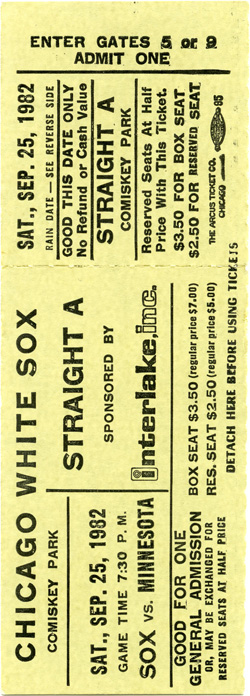 ENTER GATES 5 or 9
ADMIT ONE
SAT., SEP. 25, 1982
RAIN DATE — SEE REVERSE SIDE
GOOD THIS DATE ONLY
No Refund or Cash Value
STRAIGHT A
COMISKEY PARK
Reserved Seats At Half
Price With This Ticket.
$3.50 FOR BOX SEAT
$2.50 FOR RESERVED SEAT
THE ARCUS TICKET CO.
CHICAGO
85
CHICAGO WHITE SOX
COMISKEY PARK
STRAIGHT A
SPONSORED BY
interlake, inc.
SAT., SEP. 25, 1982
GAME TIME 7:30 P.M.
SOX vs. MINNESOTA
GOOD FOR ONE
GENERAL ADMISSION
OR, MAY BE EXCHANGED FOR
RESERVED SEATS AT HALF PRICE
BOX SEAT $3.50 (regular price $7.00)
RES. SEAT $2.50 (regular price $5.00)
DETACH HERE BEFORE USING TICKETS